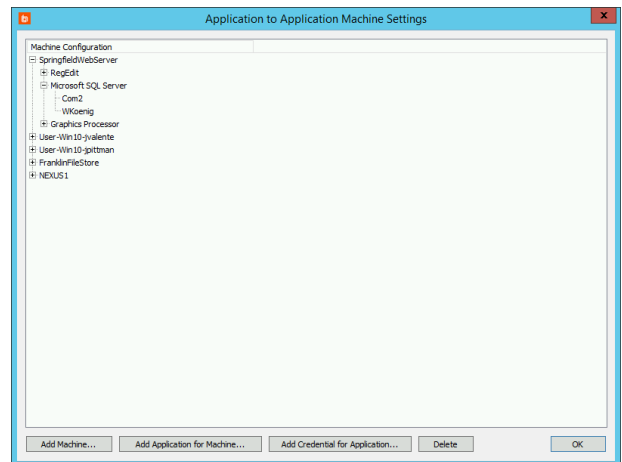 Application to Application Machine Settings
x
Machine Configuration
SpringfieldWebServer
RegEdit
Microsoft SQL Server
Com2
WKoenig
Graphics Processor
User-Win10-jvalente
User-Win10-jpittman
FranklinFileStore
NEXUS1
Add Machine... Add Application for Machine... Add Credential for Application... Delete OK